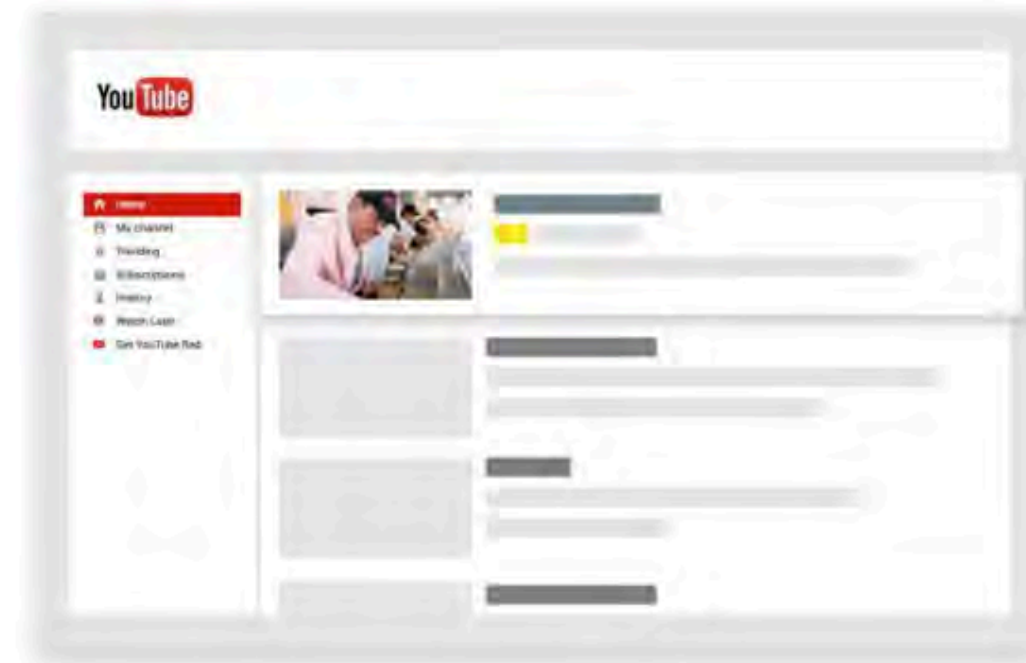 YouTube
Home
My channel
Trending
Subscriptions
History
Watch Later
Get YouTube Red